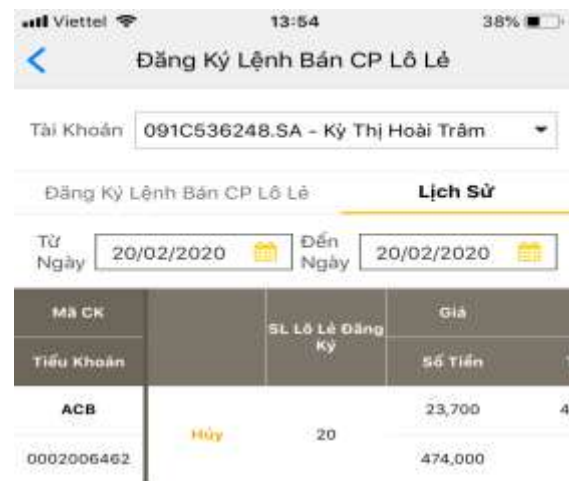 Viettel 13:54 38%
Đăng Ký Lệnh Bán CP Lô Lẻ
Tài Khoản 091C536248.SA - Kỳ Thị Hoài Trâm
Đăng Ký Lệnh Bán CP Lô Lẻ Lịch Sử
Từ Ngày 20/02/2020 Đến Ngày 20/02/2020
Mã CK SL Lô Lẻ Đăng Ký Giá
Tiểu Khoản Số Tiền
ACB Hủy 20 23,700 4
0002006462 474,000